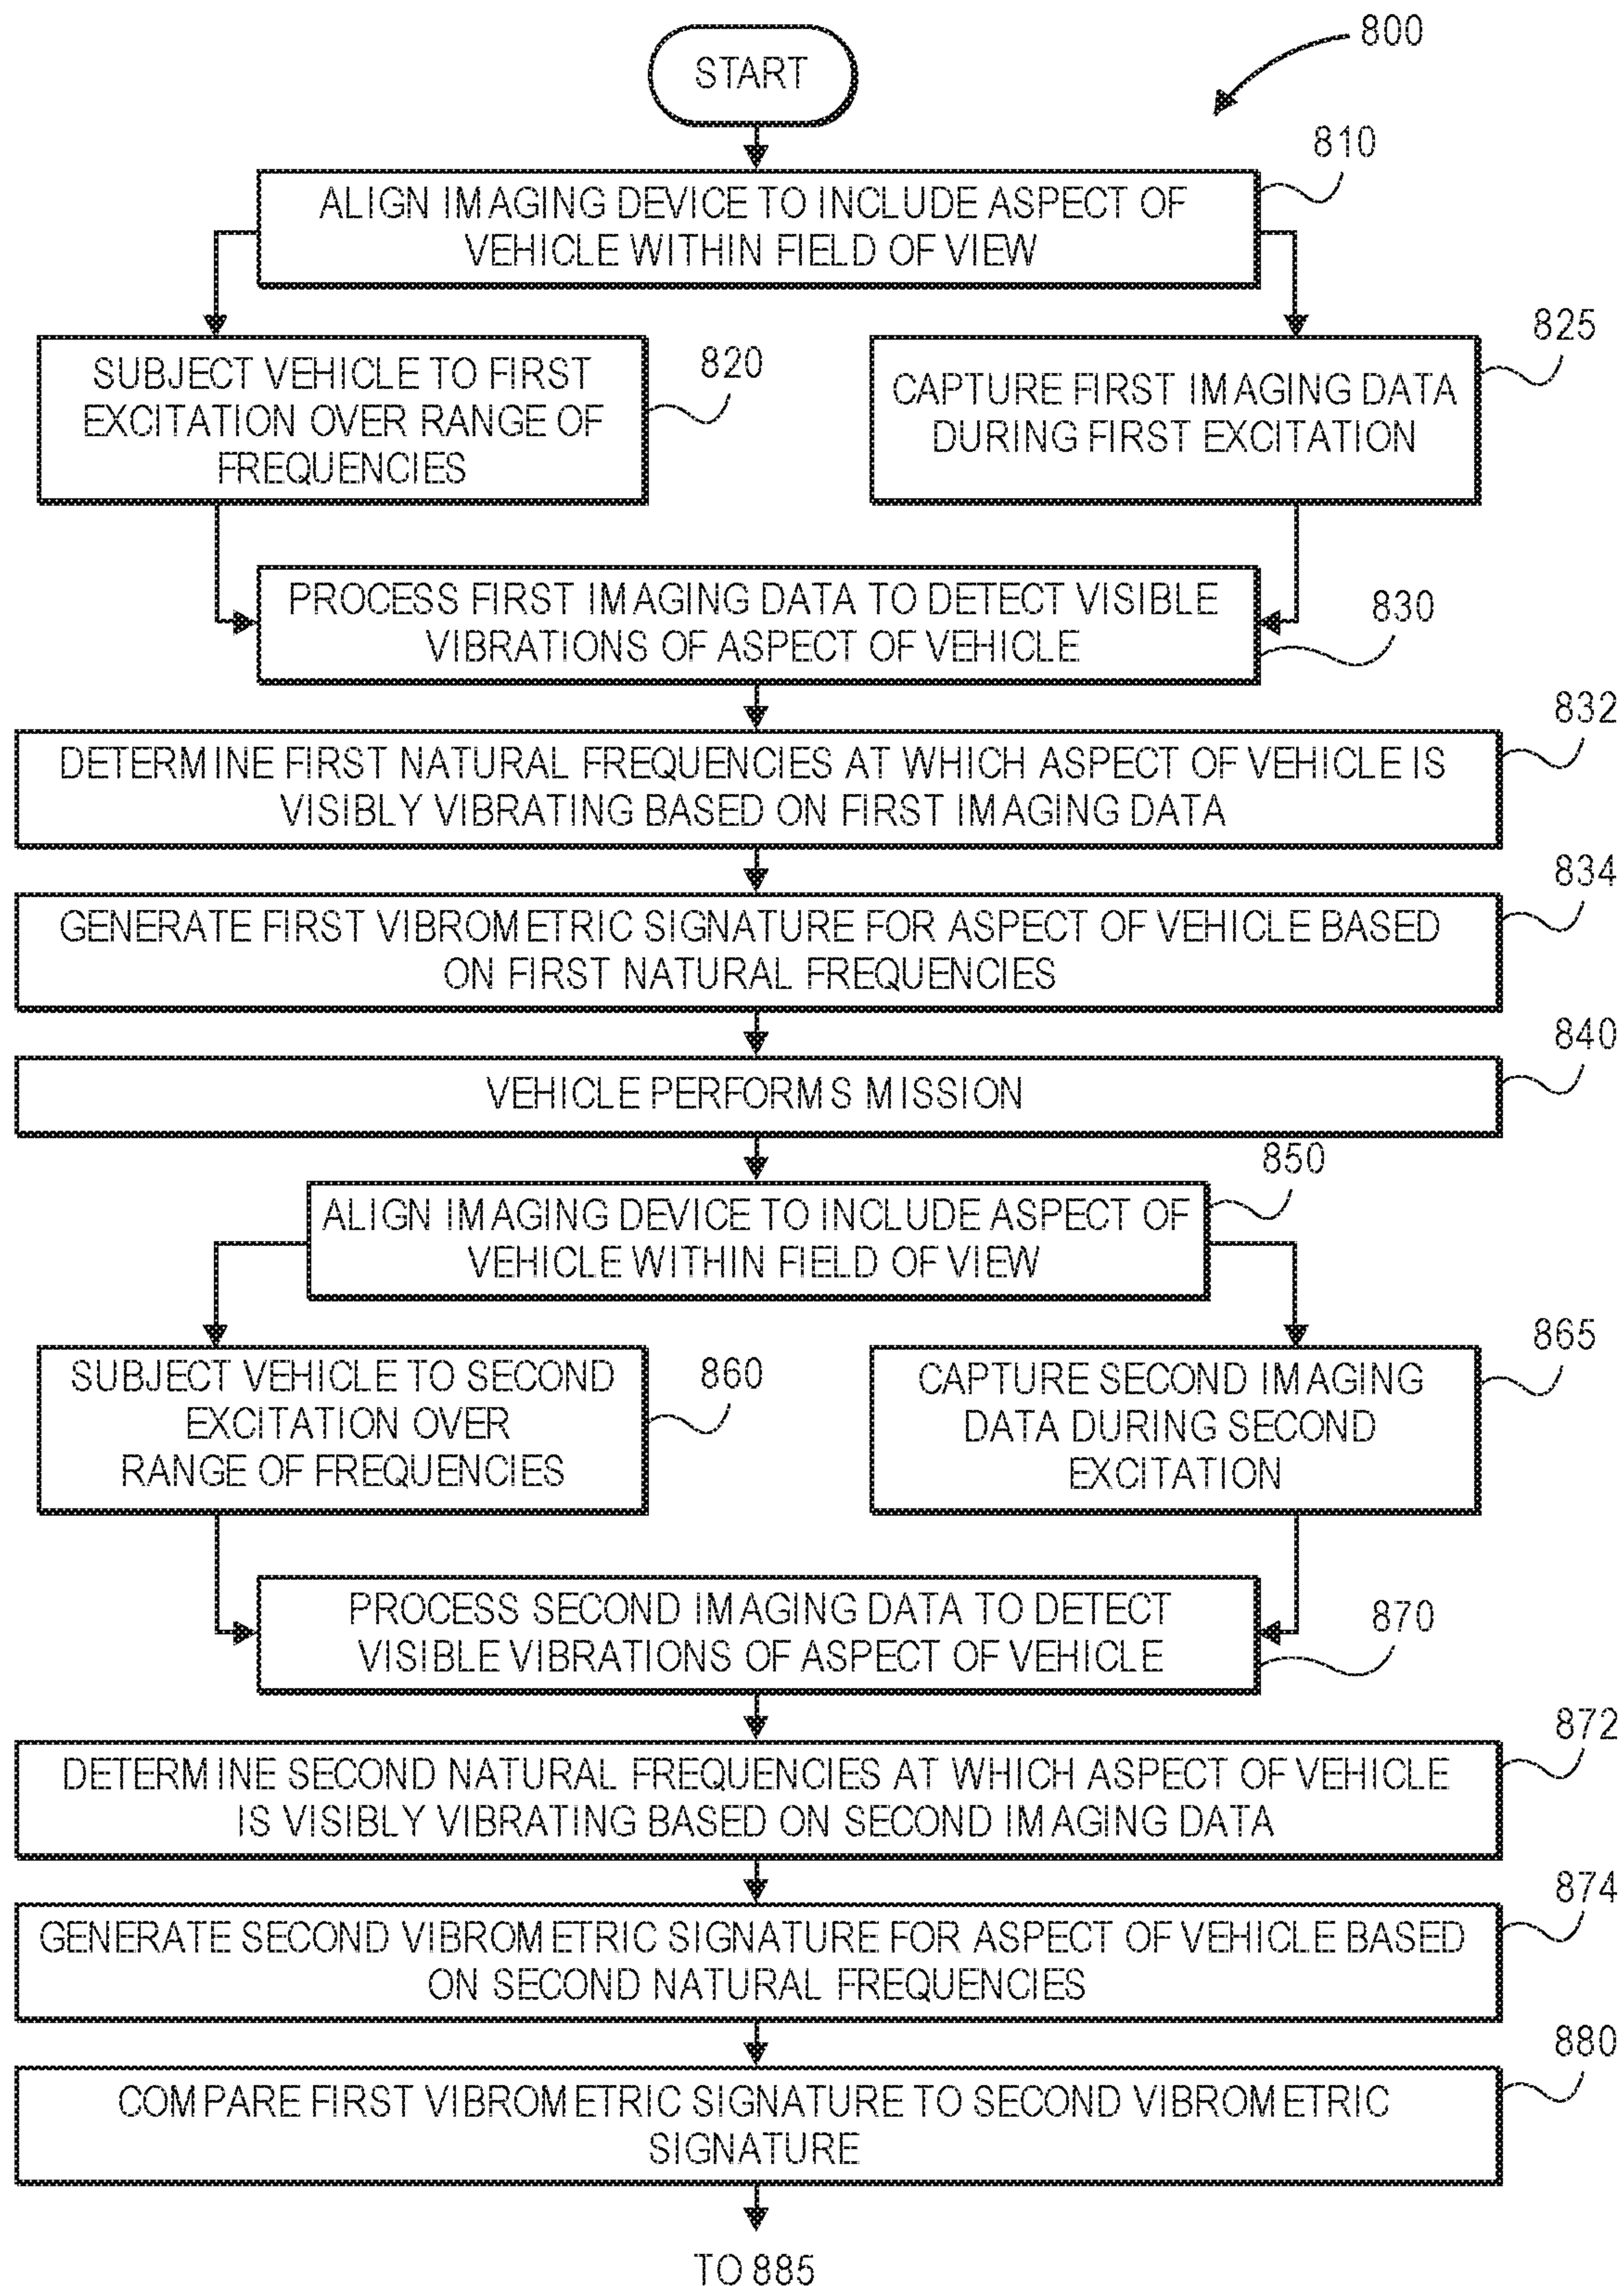 800
START
810
ALIGN IMAGING DEVICE TO INCLUDE ASPECT OF
VEHICLE WITHIN FIELD OF VIEW
820
SUBJECT VEHICLE TO FIRST
EXCITATION OVER RANGE OF
FREQUENCIES
825
CAPTURE FIRST IMAGING DATA
DURING FIRST EXCITATION
830
PROCESS FIRST IMAGING DATA TO DETECT VISIBLE
VIBRATIONS OF ASPECT OF VEHICLE
832
DETERMINE FIRST NATURAL FREQUENCIES AT WHICH ASPECT OF VEHICLE IS
VISIBLY VIBRATING BASED ON FIRST IMAGING DATA
834
GENERATE FIRST VIBROMETRIC SIGNATURE FOR ASPECT OF VEHICLE BASED
ON FIRST NATURAL FREQUENCIES
840
VEHICLE PERFORMS MISSION
850
ALIGN IMAGING DEVICE TO INCLUDE ASPECT OF
VEHICLE WITHIN FIELD OF VIEW
860
SUBJECT VEHICLE TO SECOND
EXCITATION OVER
RANGE OF FREQUENCIES
865
CAPTURE SECOND IMAGING
DATA DURING SECOND
EXCITATION
870
PROCESS SECOND IMAGING DATA TO DETECT
VISIBLE VIBRATIONS OF ASPECT OF VEHICLE
872
DETERMINE SECOND NATURAL FREQUENCIES AT WHICH ASPECT OF VEHICLE
IS VISIBLY VIBRATING BASED ON SECOND IMAGING DATA
874
GENERATE SECOND VIBROMETRIC SIGNATURE FOR ASPECT OF VEHICLE BASED
ON SECOND NATURAL FREQUENCIES
880
COMPARE FIRST VIBROMETRIC SIGNATURE TO SECOND VIBROMETRIC
SIGNATURE
TO 885